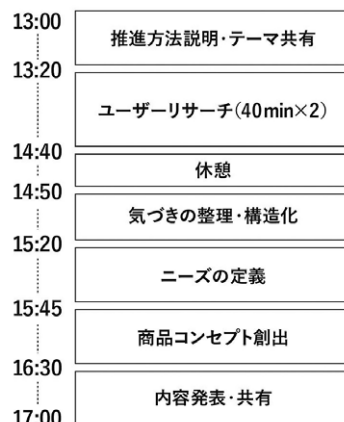 13:00
推進方法説明・テーマ共有
13:20
ユーザーリサーチ（40min×2）
14:40
休憩
14:50
気づきの整理・構造化
15:20
ニーズの定義
15:45
商品コンセプト創出
16:30
内容発表・共有
17:00